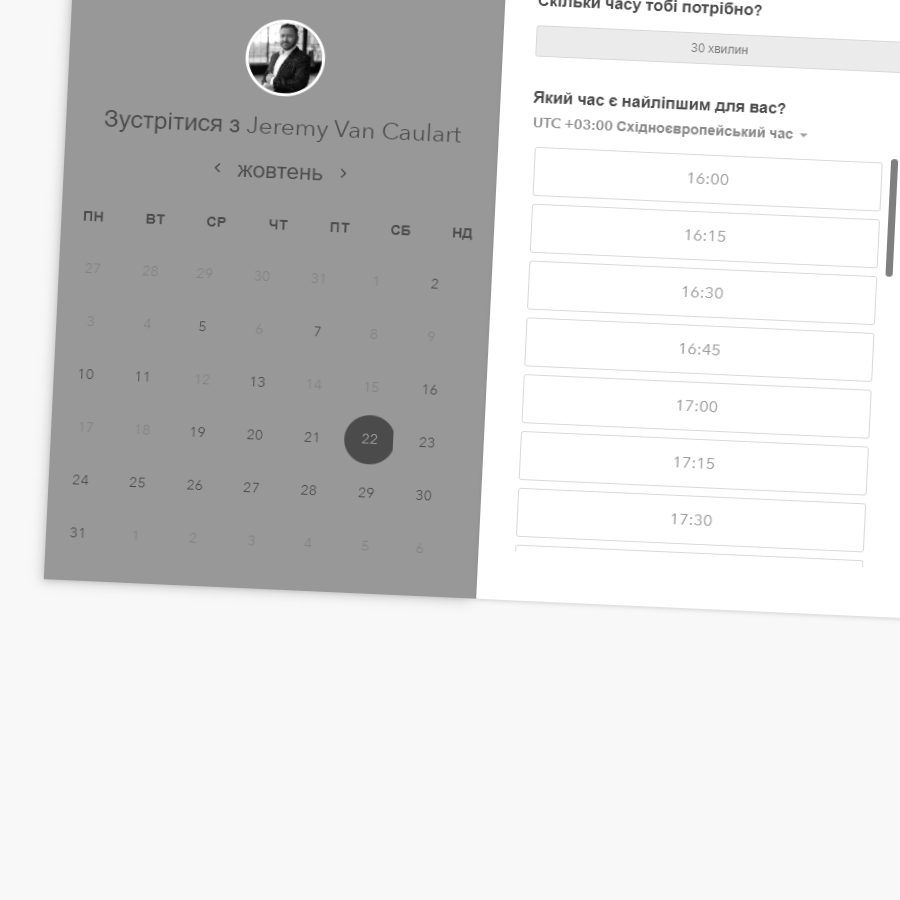 Зустрітися з Jeremy Van Caulart
‹ жовтень ›
ПН ВТ СР ЧТ ПТ СБ НД
27 28 29 30 31 1 2
3 4 5 6 7 8 9
10 11 12 13 14 15 16
17 18 19 20 21 22 23
24 25 26 27 28 29 30
31 1 2 3 4 5 6
Скільки часу тобі потрібно?
30 хвилин
Який час є найліпшим для вас?
UTC +03:00 Східноєвропейський час
16:00
16:15
16:30
16:45
17:00
17:15
17:30